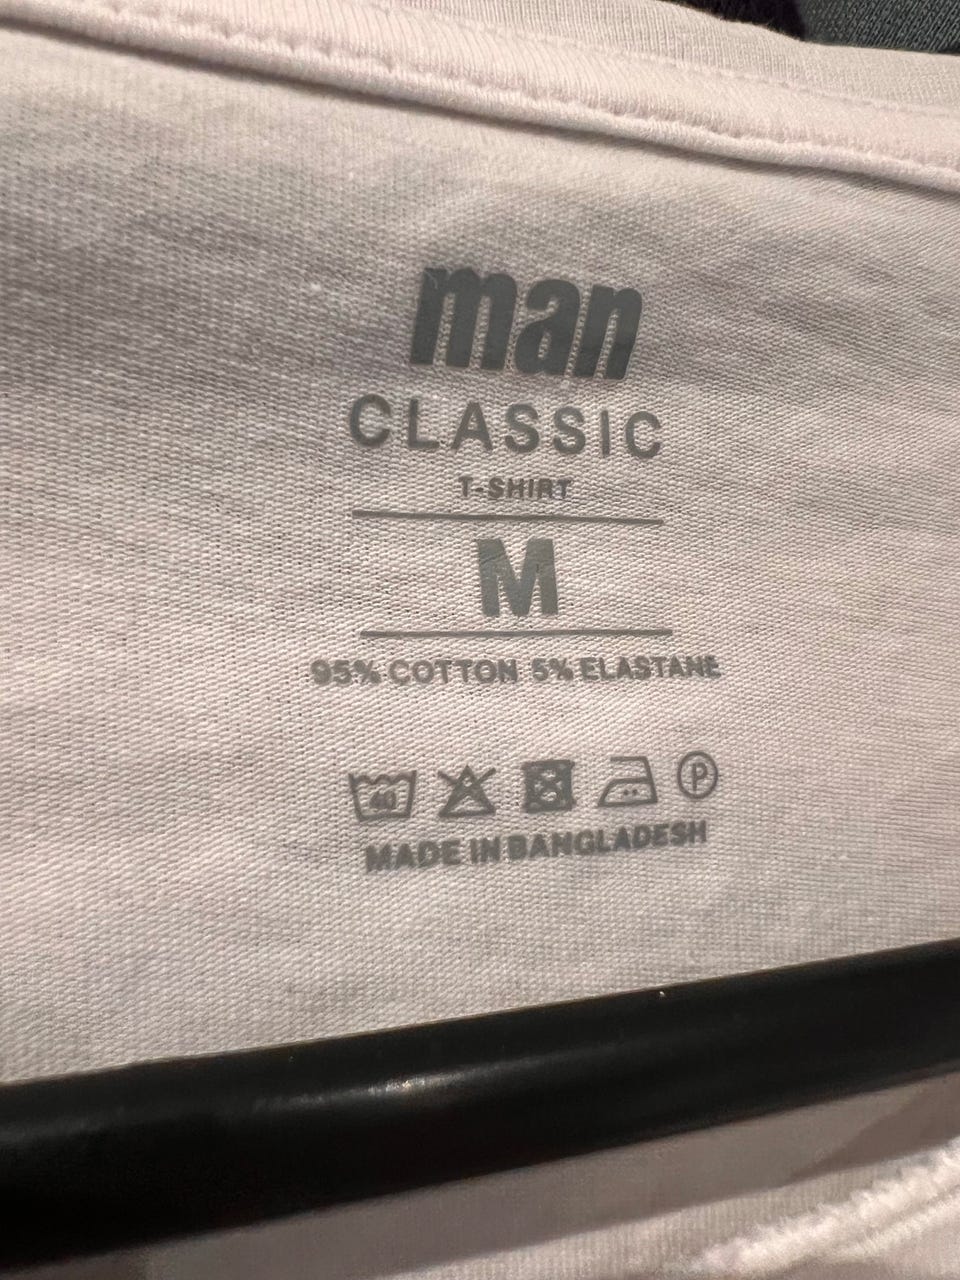 man
CLASSIC
T-SHIRT
M
95% COTTON 5% ELASTANE
40 P
MADE IN BANGLADESH